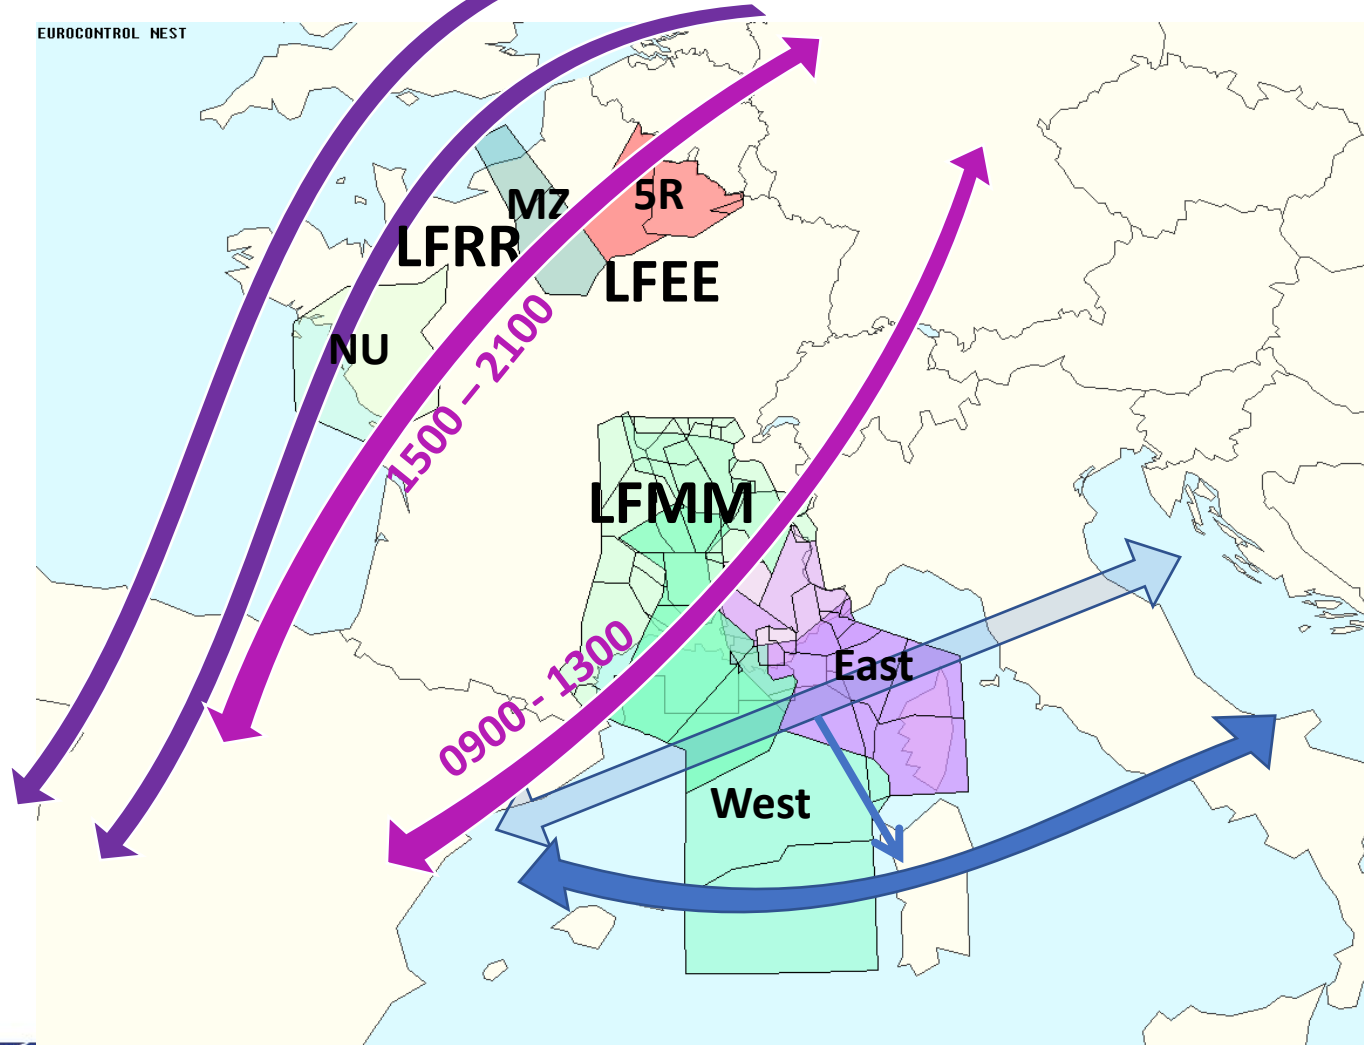 EUROCONTROL NEST
MZ
5R
LFRR
LFEE
NU
1500 – 2100
LFMM
0900 - 1300
East
West